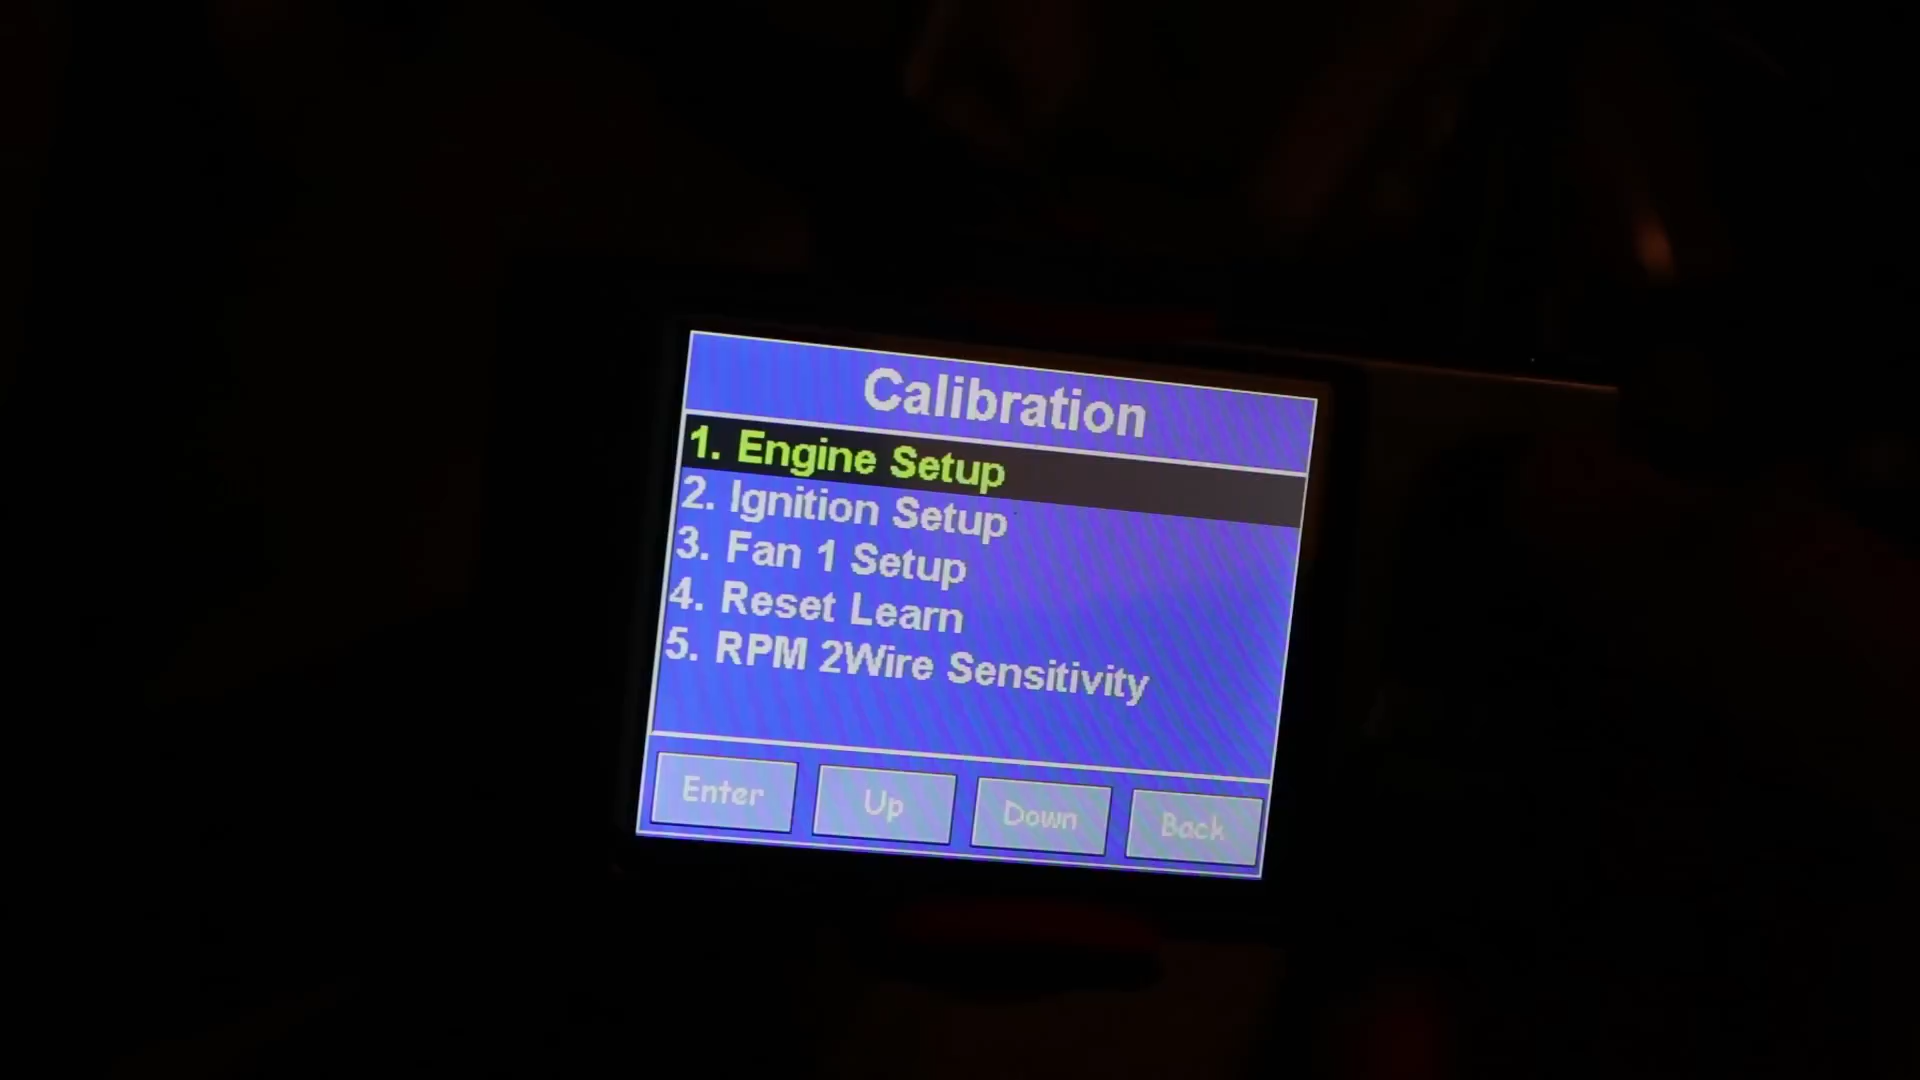 Calibration
1. Engine Setup
2. Ignition Setup
3. Fan 1 Setup
4. Reset Learn
5. RPM 2Wire Sensitivity
Enter Up Down Back